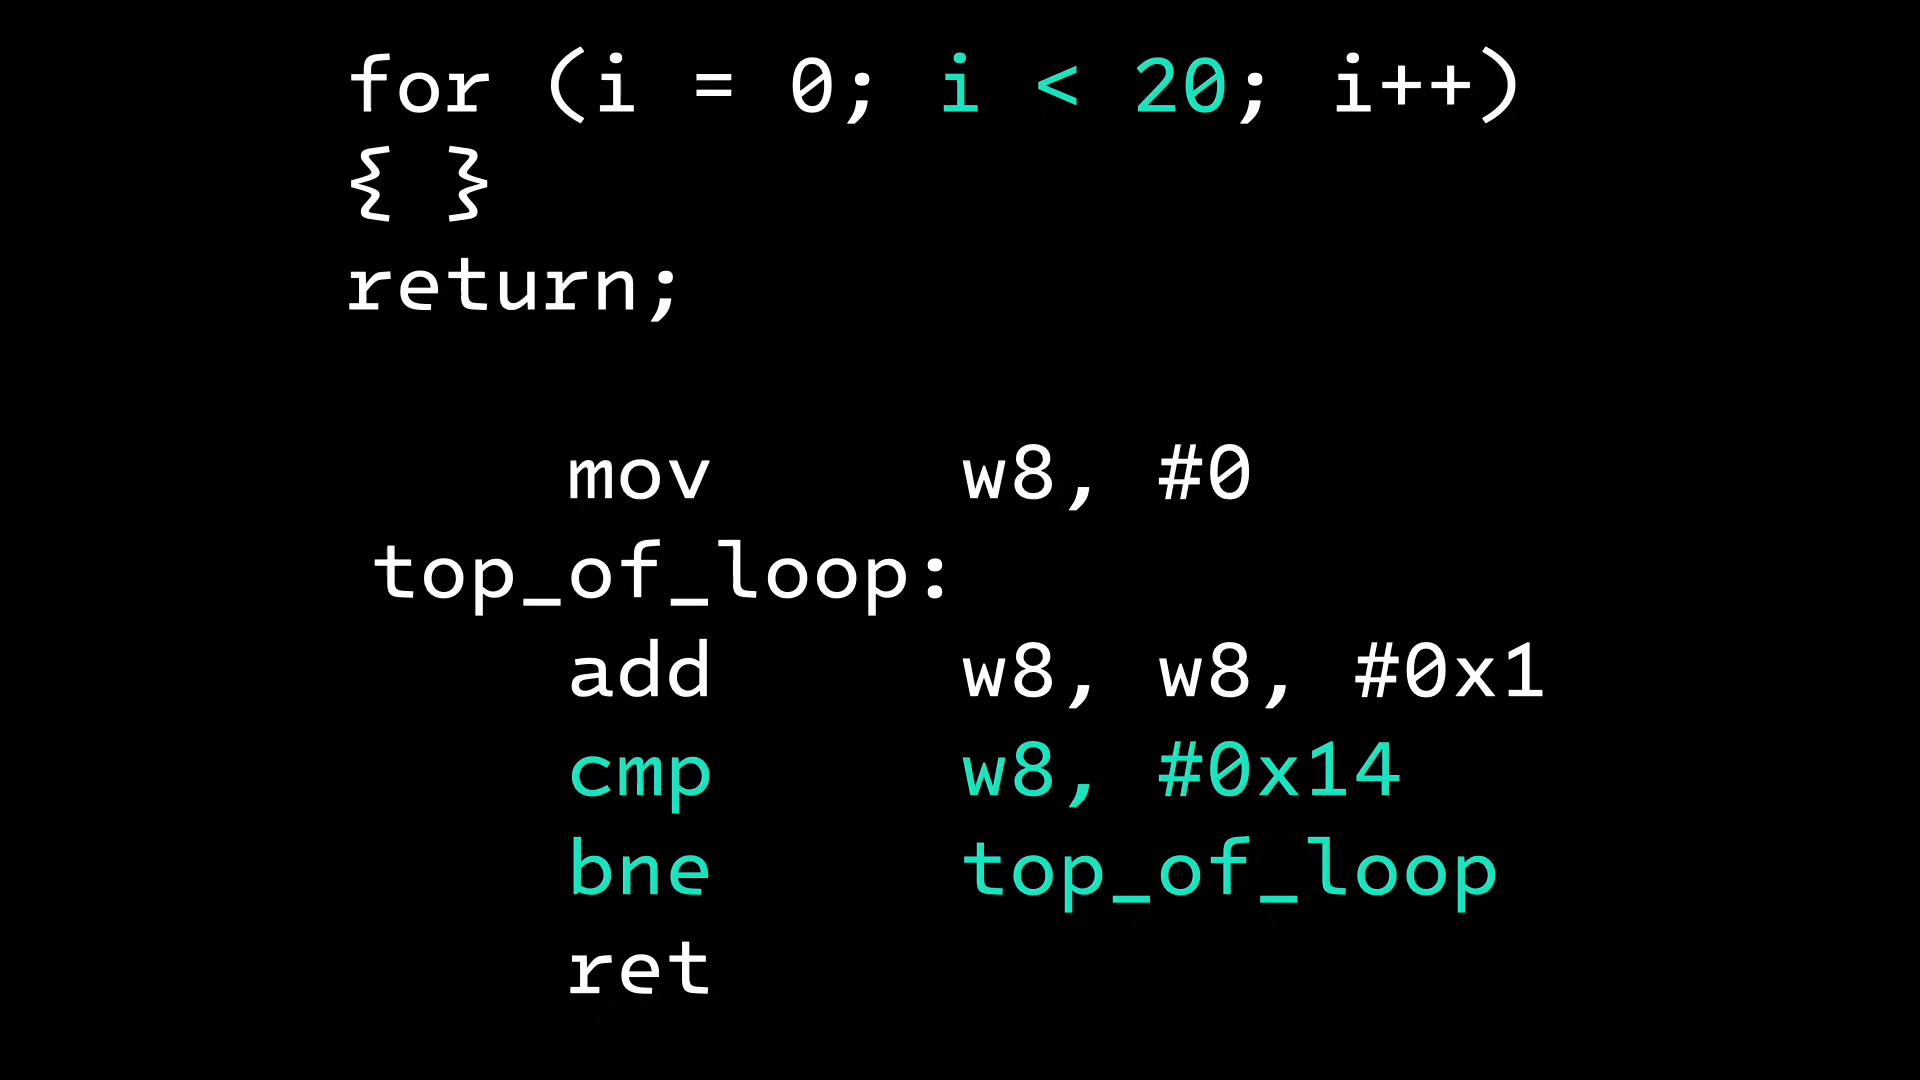 for (i = 0; i < 20; i++)
{ }
return;
mov w8, #0
top_of_loop:
add w8, w8, #0x1
cmp w8, #0x14
bne top_of_loop
ret